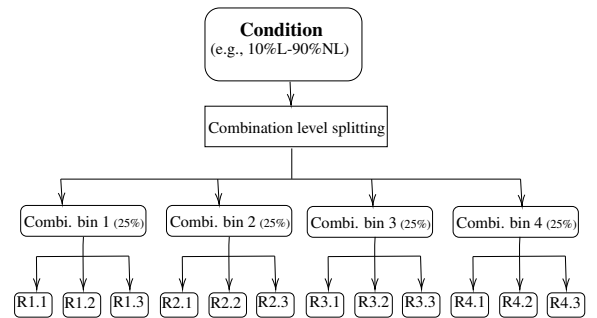 Condition
(e.g., 10%L-90%NL)
Combination level splitting
Combi. bin 1 (25%) Combi. bin 2 (25%) Combi. bin 3 (25%) Combi. bin 4 (25%)
R1.1 R1.2 R1.3 R2.1 R2.2 R2.3 R3.1 R3.2 R3.3 R4.1 R4.2 R4.3